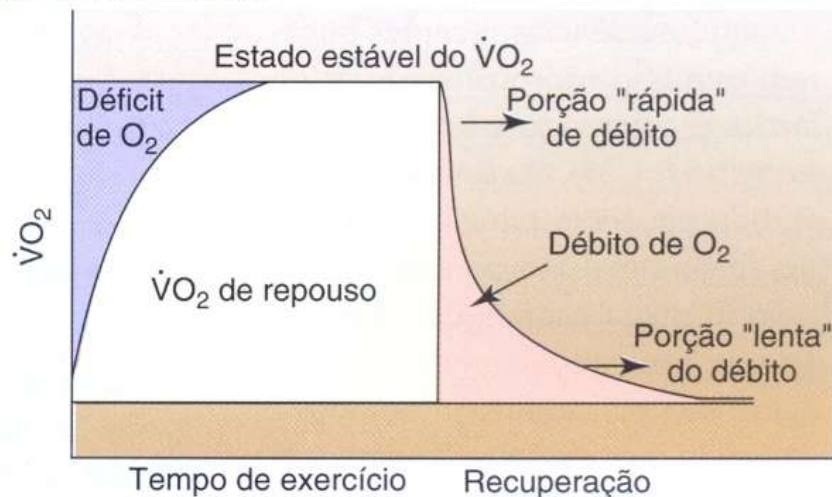 Estado estável do V̇O₂
Déficit
de O₂
Porção "rápida"
de débito
V̇O₂
Débito de O₂
V̇O₂ de repouso
Porção "lenta"
do débito
Tempo de exercício
Recuperação